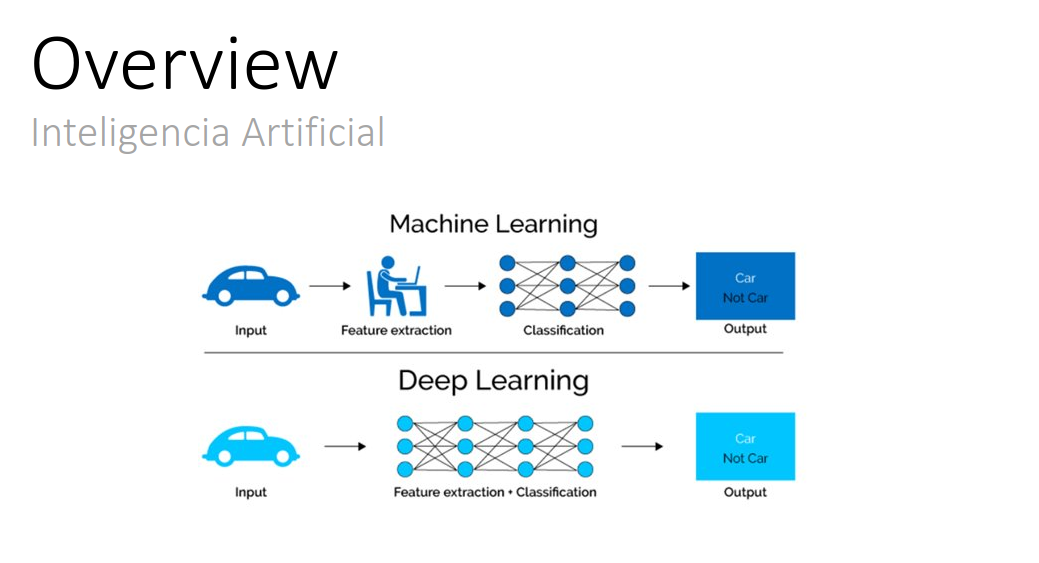 Overview
Inteligencia Artificial
Machine Learning
Input
Feature extraction
Classification
Car
Not Car
Output
Deep Learning
Input
Feature extraction + Classification
Car
Not Car
Output